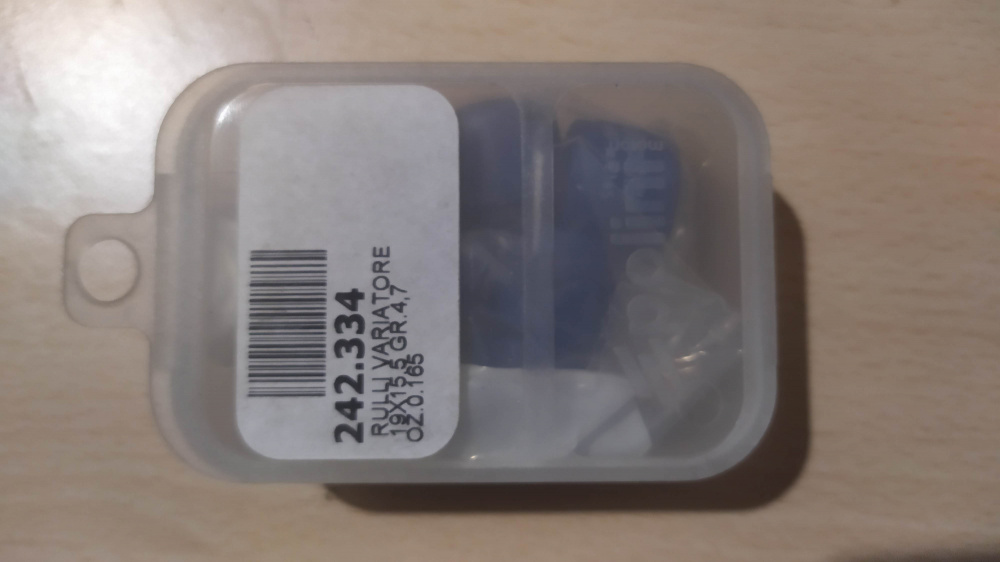 242.334
RULLI VARIATORE
19X15,5 GR.4,7
OZ.0.165